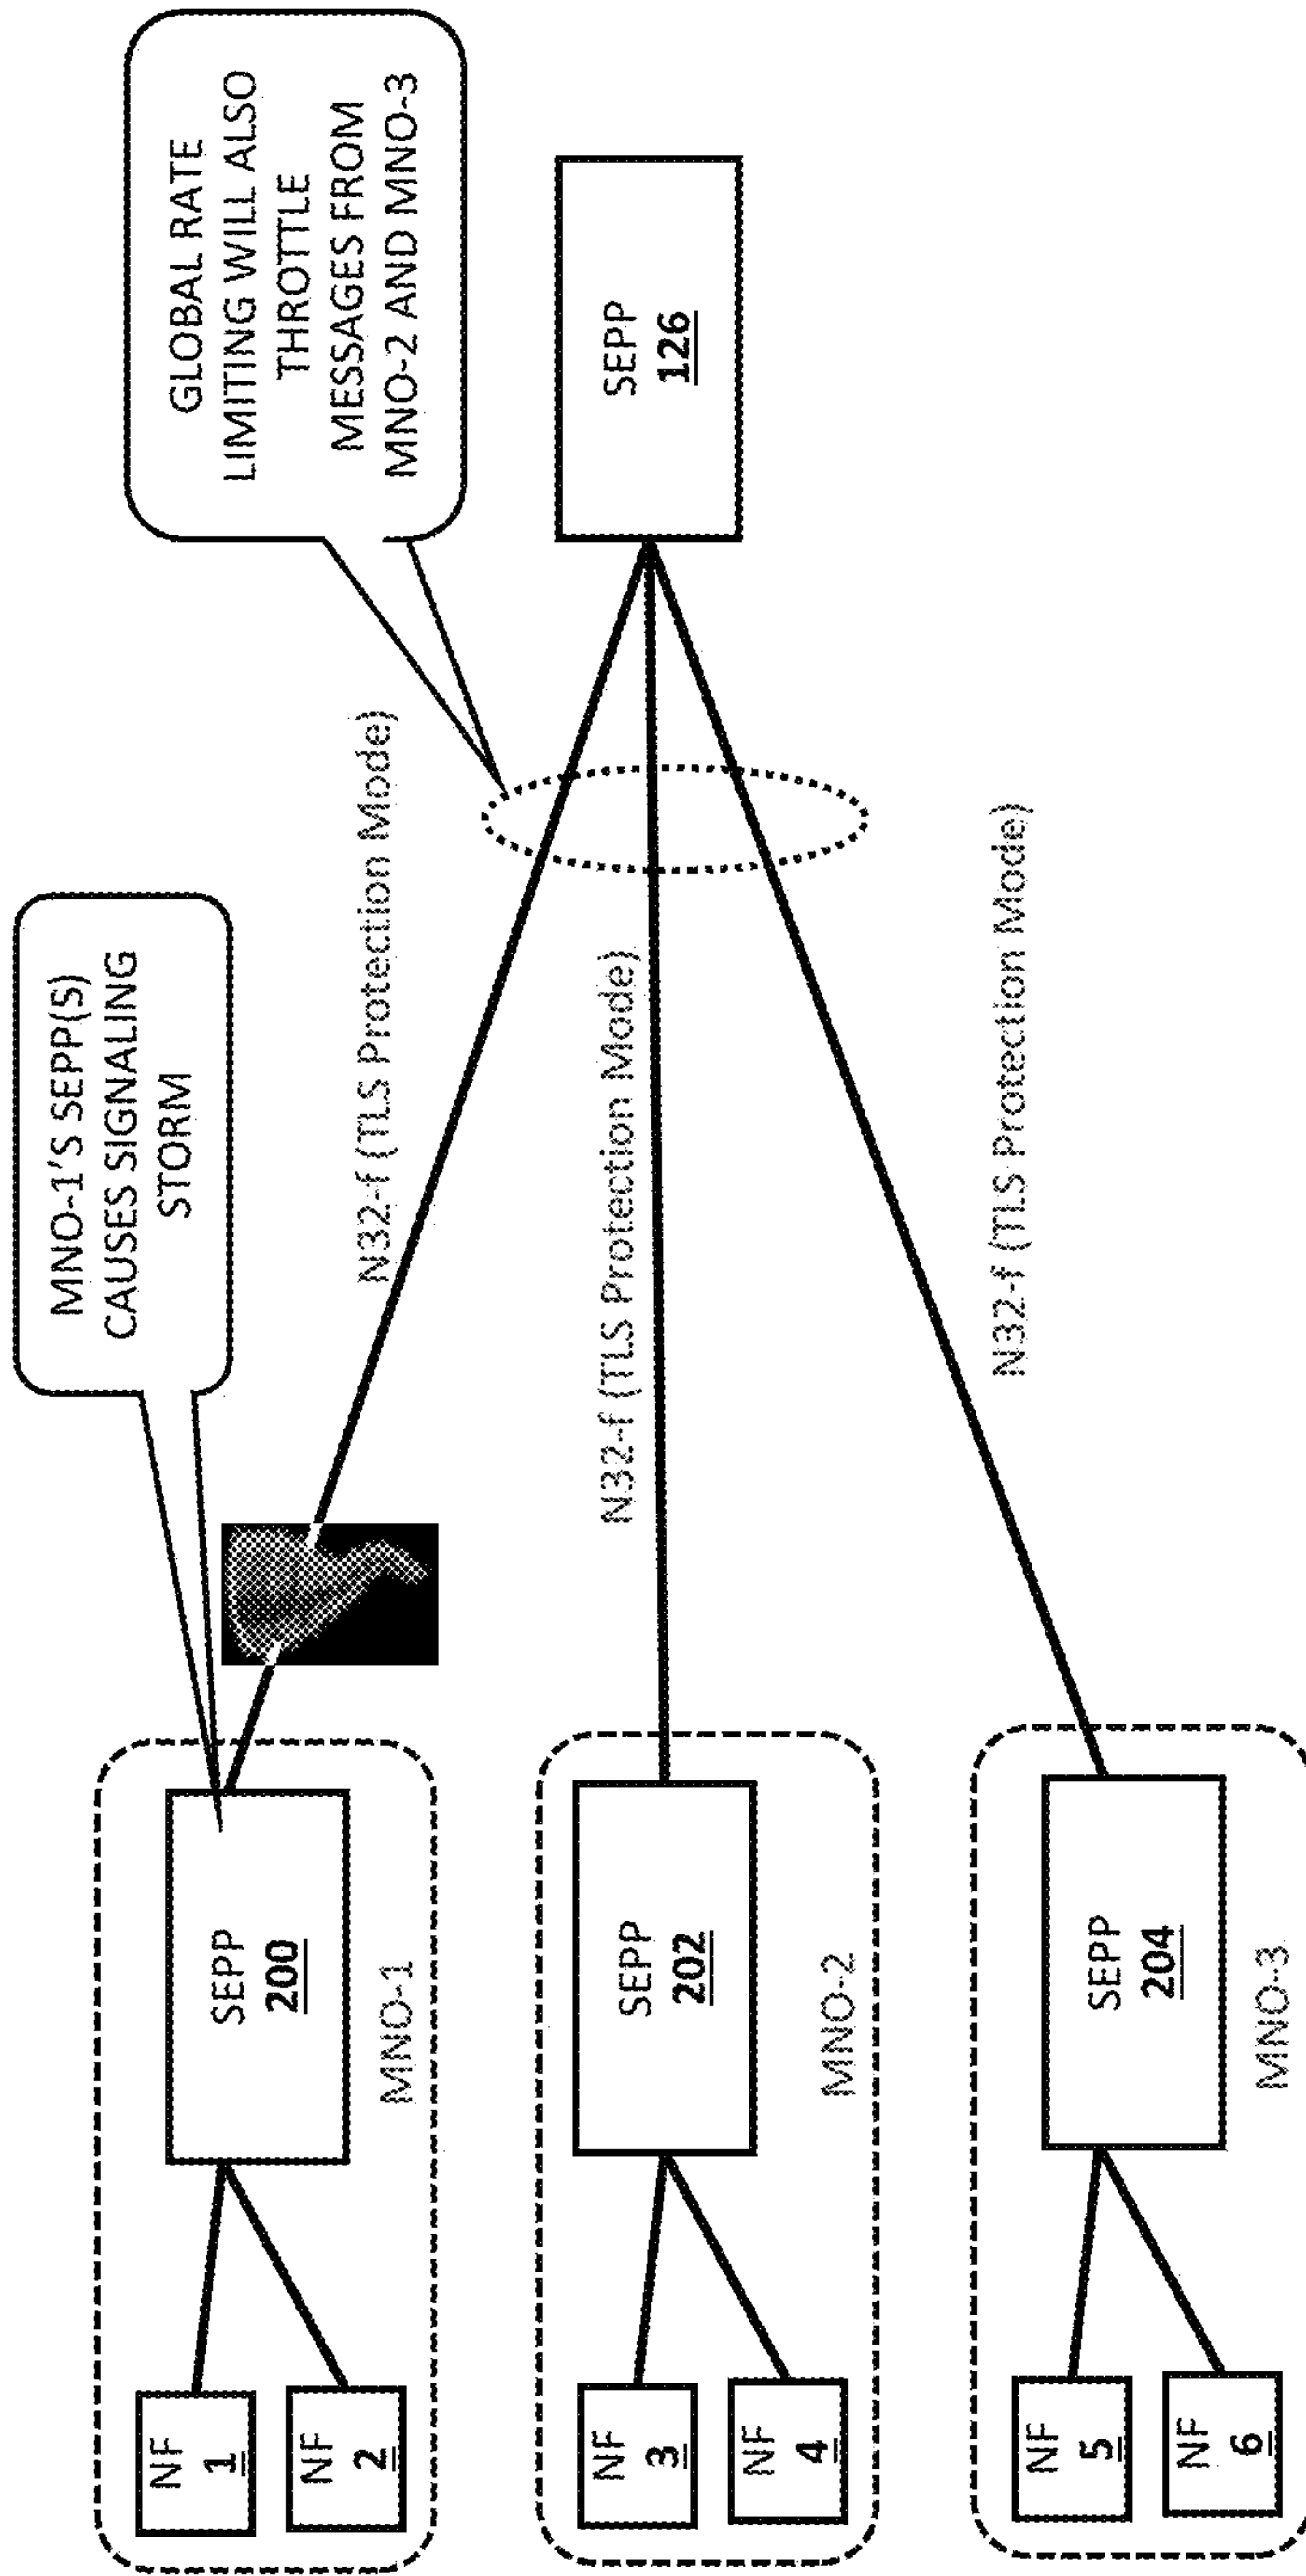 MNO-1'S SEPP(S)
CAUSES SIGNALING
STORM
GLOBAL RATE
LIMITING WILL ALSO
THROTTLE
MESSAGES FROM
MNO-2 AND MNO-3
NF
1
NF
2
SEPP
200
MNO-1
N32-f (TLS Protection Mode)
NF
3
NF
4
SEPP
202
MNO-2
N32-f (TLS Protection Mode)
SEPP
126
NF
5
NF
6
SEPP
204
MNO-3
N32-f (TLS Protection Mode)